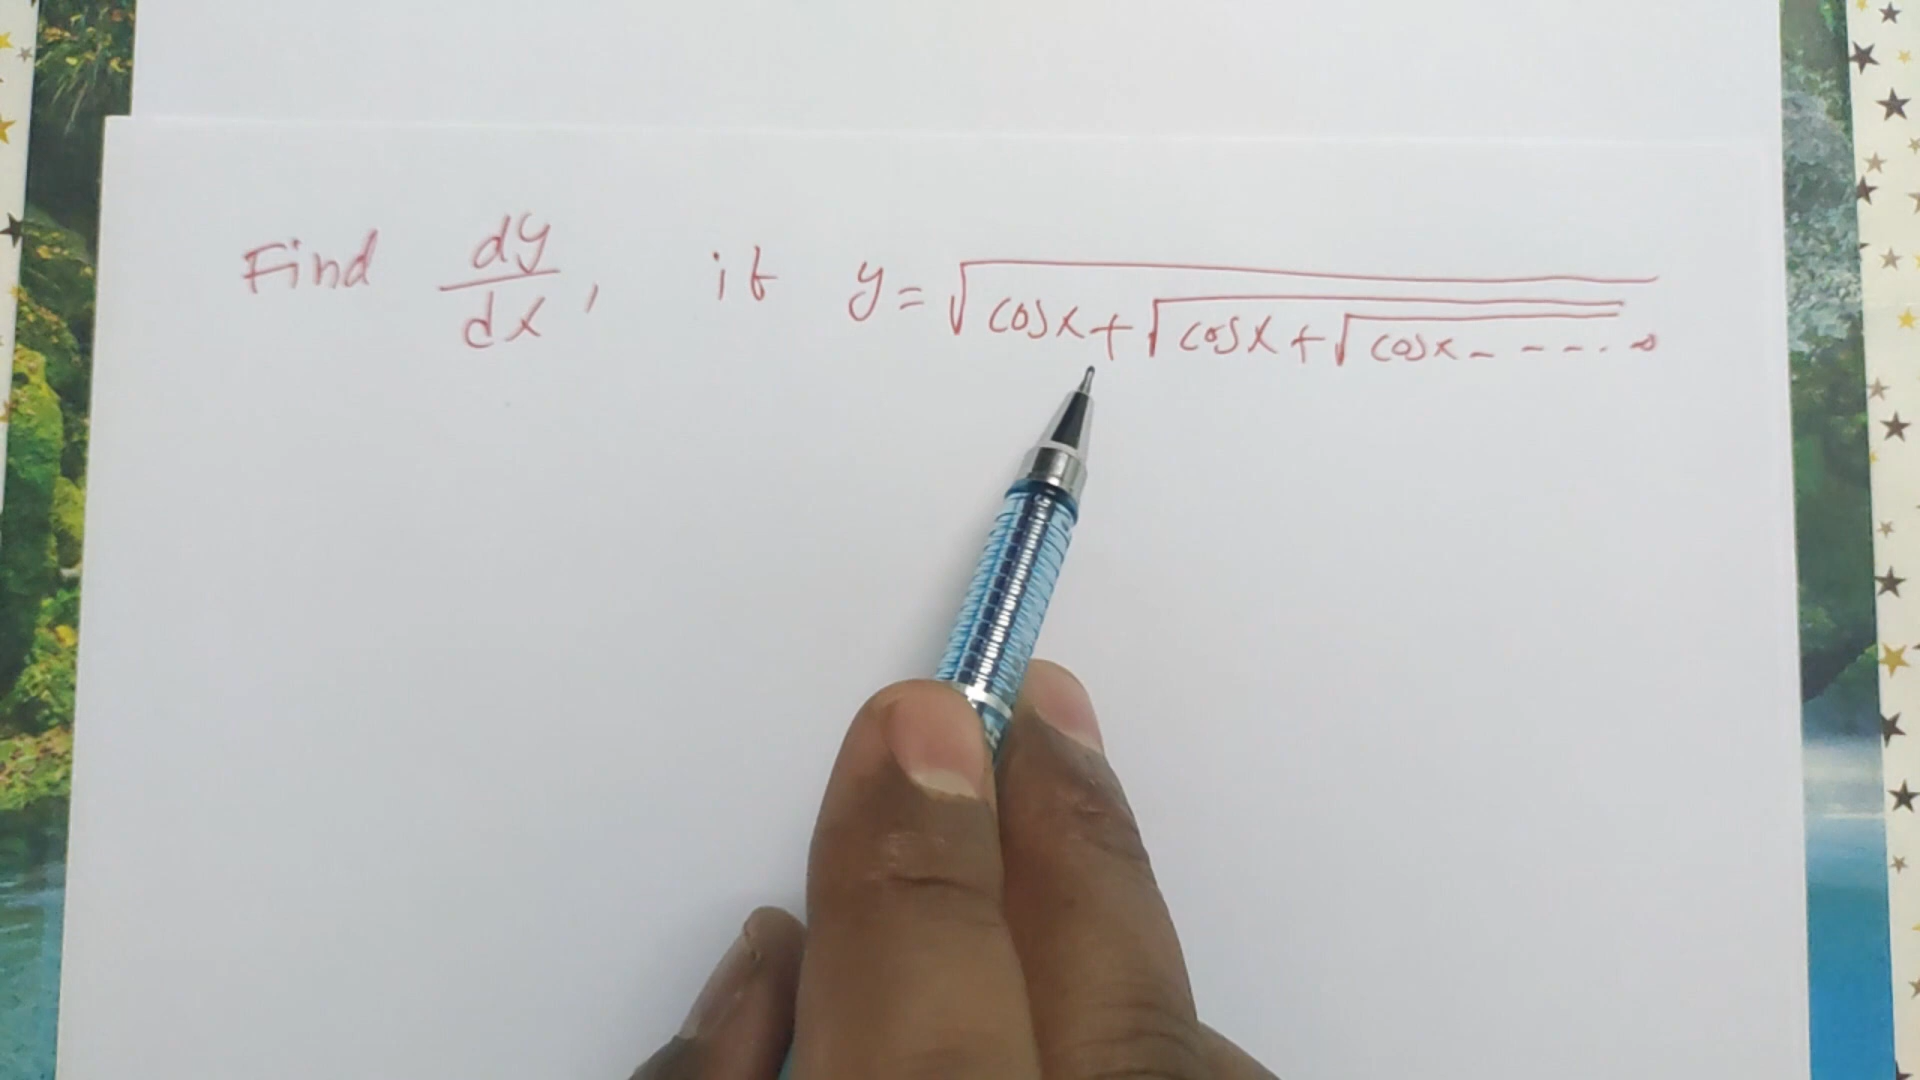 Find dy/dx, if y = √(cosx + √(cosx + √(cosx - - - - . ∞